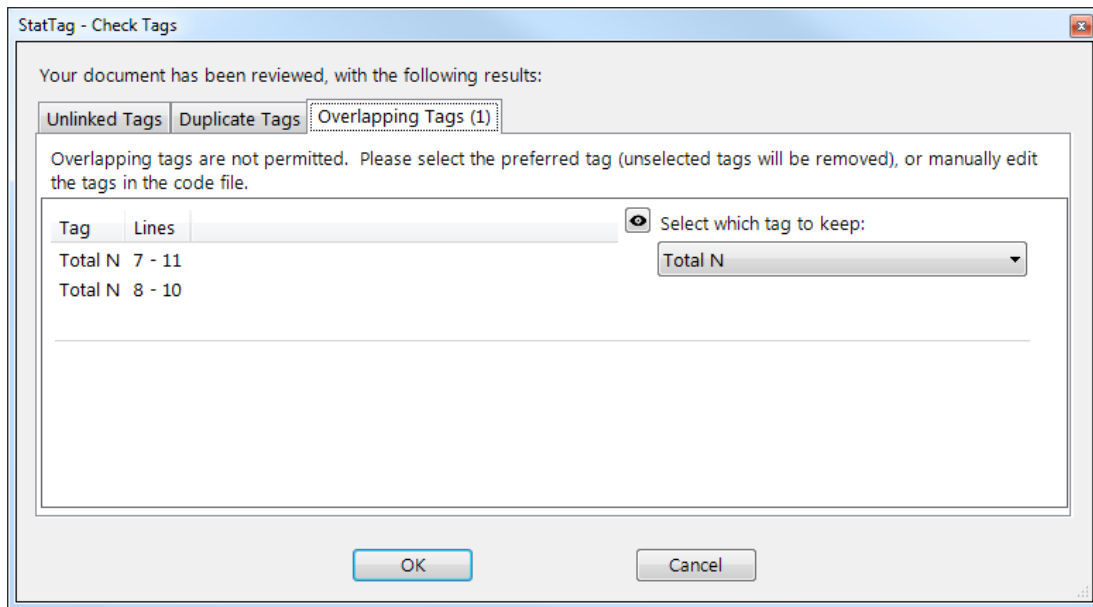 StatTag - Check Tags
Your document has been reviewed, with the following results:
Unlinked Tags Duplicate Tags Overlapping Tags (1)
Overlapping tags are not permitted.  Please select the preferred tag (unselected tags will be removed), or manually edit
the tags in the code file.
Tag Lines Select which tag to keep:
Total N 7 - 11 Total N
Total N 8 - 10
OK Cancel